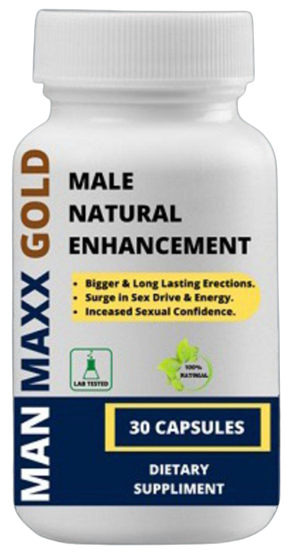 MAN MAXX GOLD
MALE
NATURAL
ENHANCEMENT
• Bigger & Long Lasting Erections.
• Surge in Sex Drive & Energy.
• Inceased Sexual Confidence.
LAB TESTED
100%
NATINIAL
30 CAPSULES
DIETARY
SUPPLIMENT